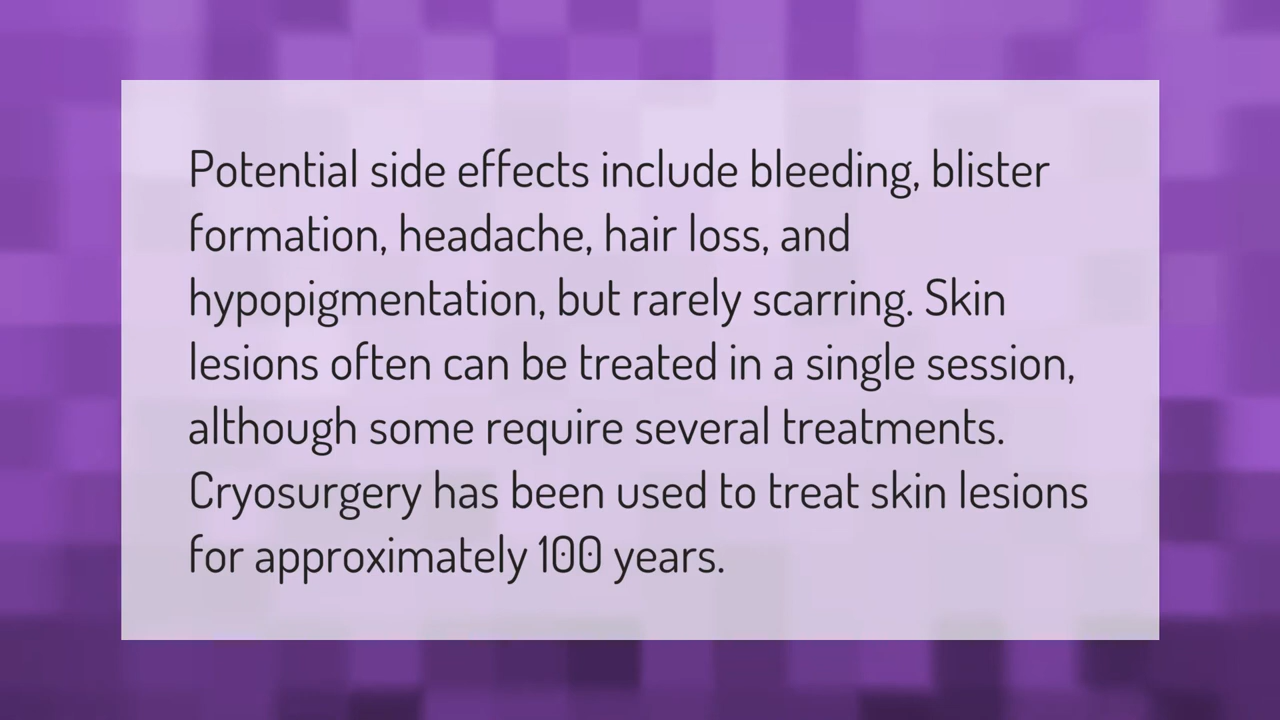 Potential side effects include bleeding, blister
formation, headache, hair loss, and
hypopigmentation, but rarely scarring. Skin
lesions often can be treated in a single session,
although some require several treatments.
Cryosurgery has been used to treat skin lesions
for approximately 100 years.